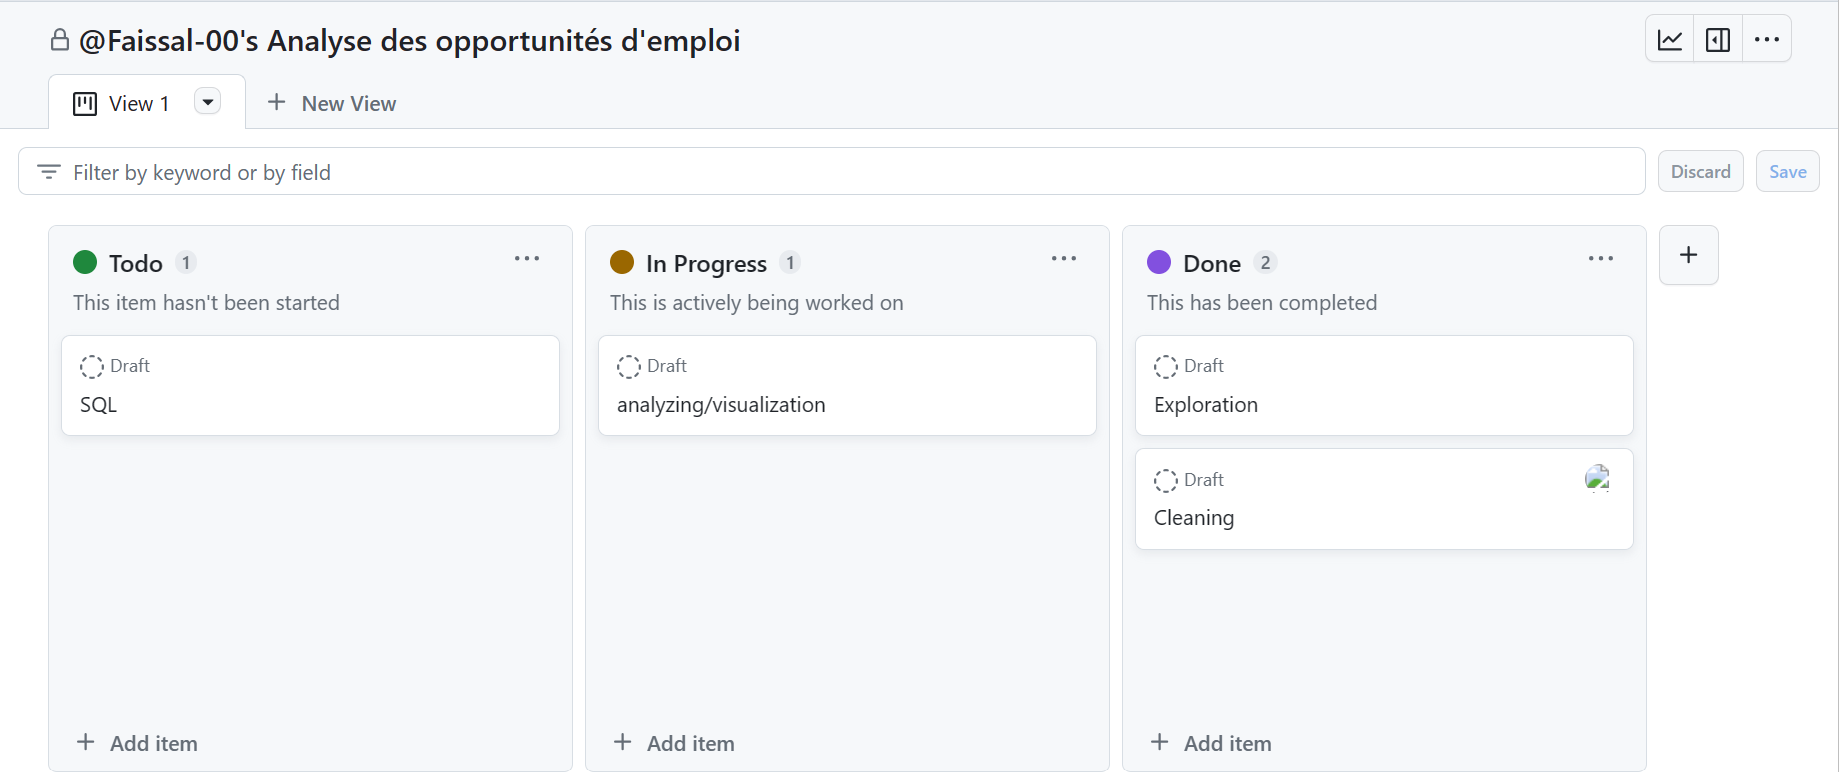 @Faissal-00's Analyse des opportunités d'emploi
View 1
New View
Filter by keyword or by field
Discard
Save
Todo 1
This item hasn't been started
Draft
SQL
Add item
In Progress 1
This is actively being worked on
Draft
analyzing/visualization
Add item
Done 2
This has been completed
Draft
Exploration
Draft
Cleaning
Add item